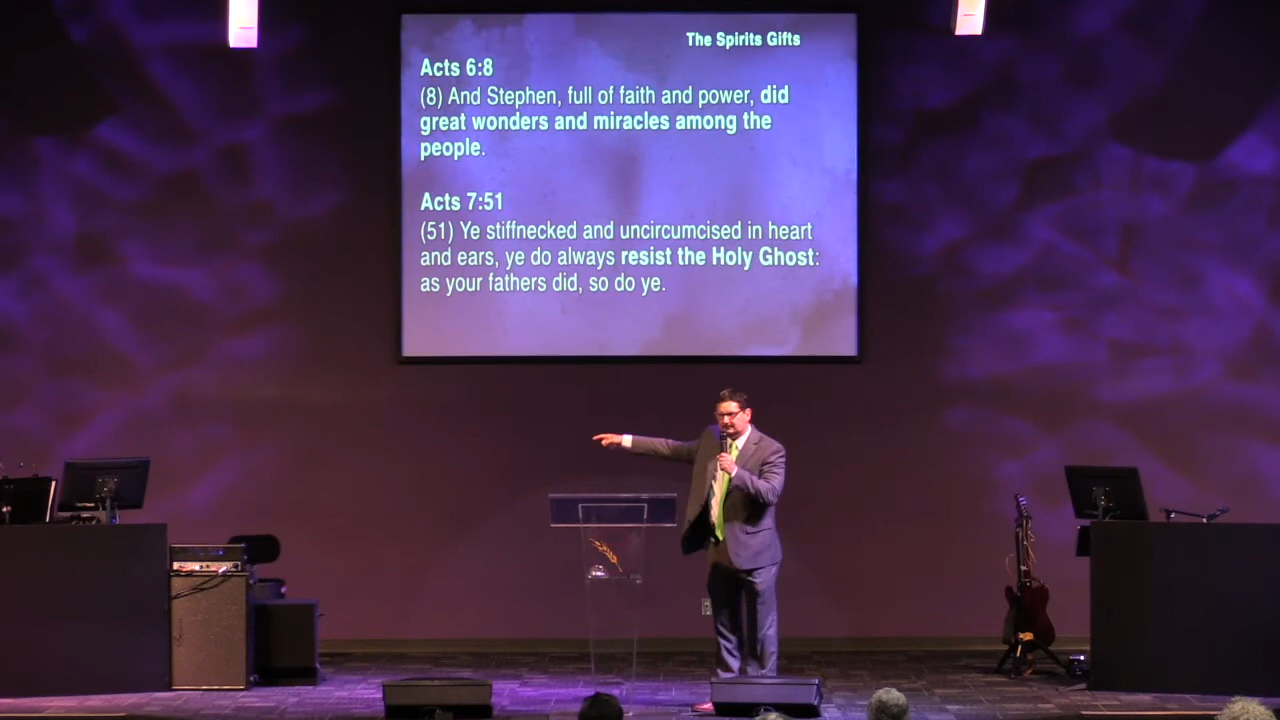 The Spirits Gifts
Acts 6:8
(8) And Stephen, full of faith and power, did
great wonders and miracles among the
people.
Acts 7:51
(51) Ye stiffnecked and uncircumcised in heart
and ears, ye do always resist the Holy Ghost:
as your fathers did, so do ye.